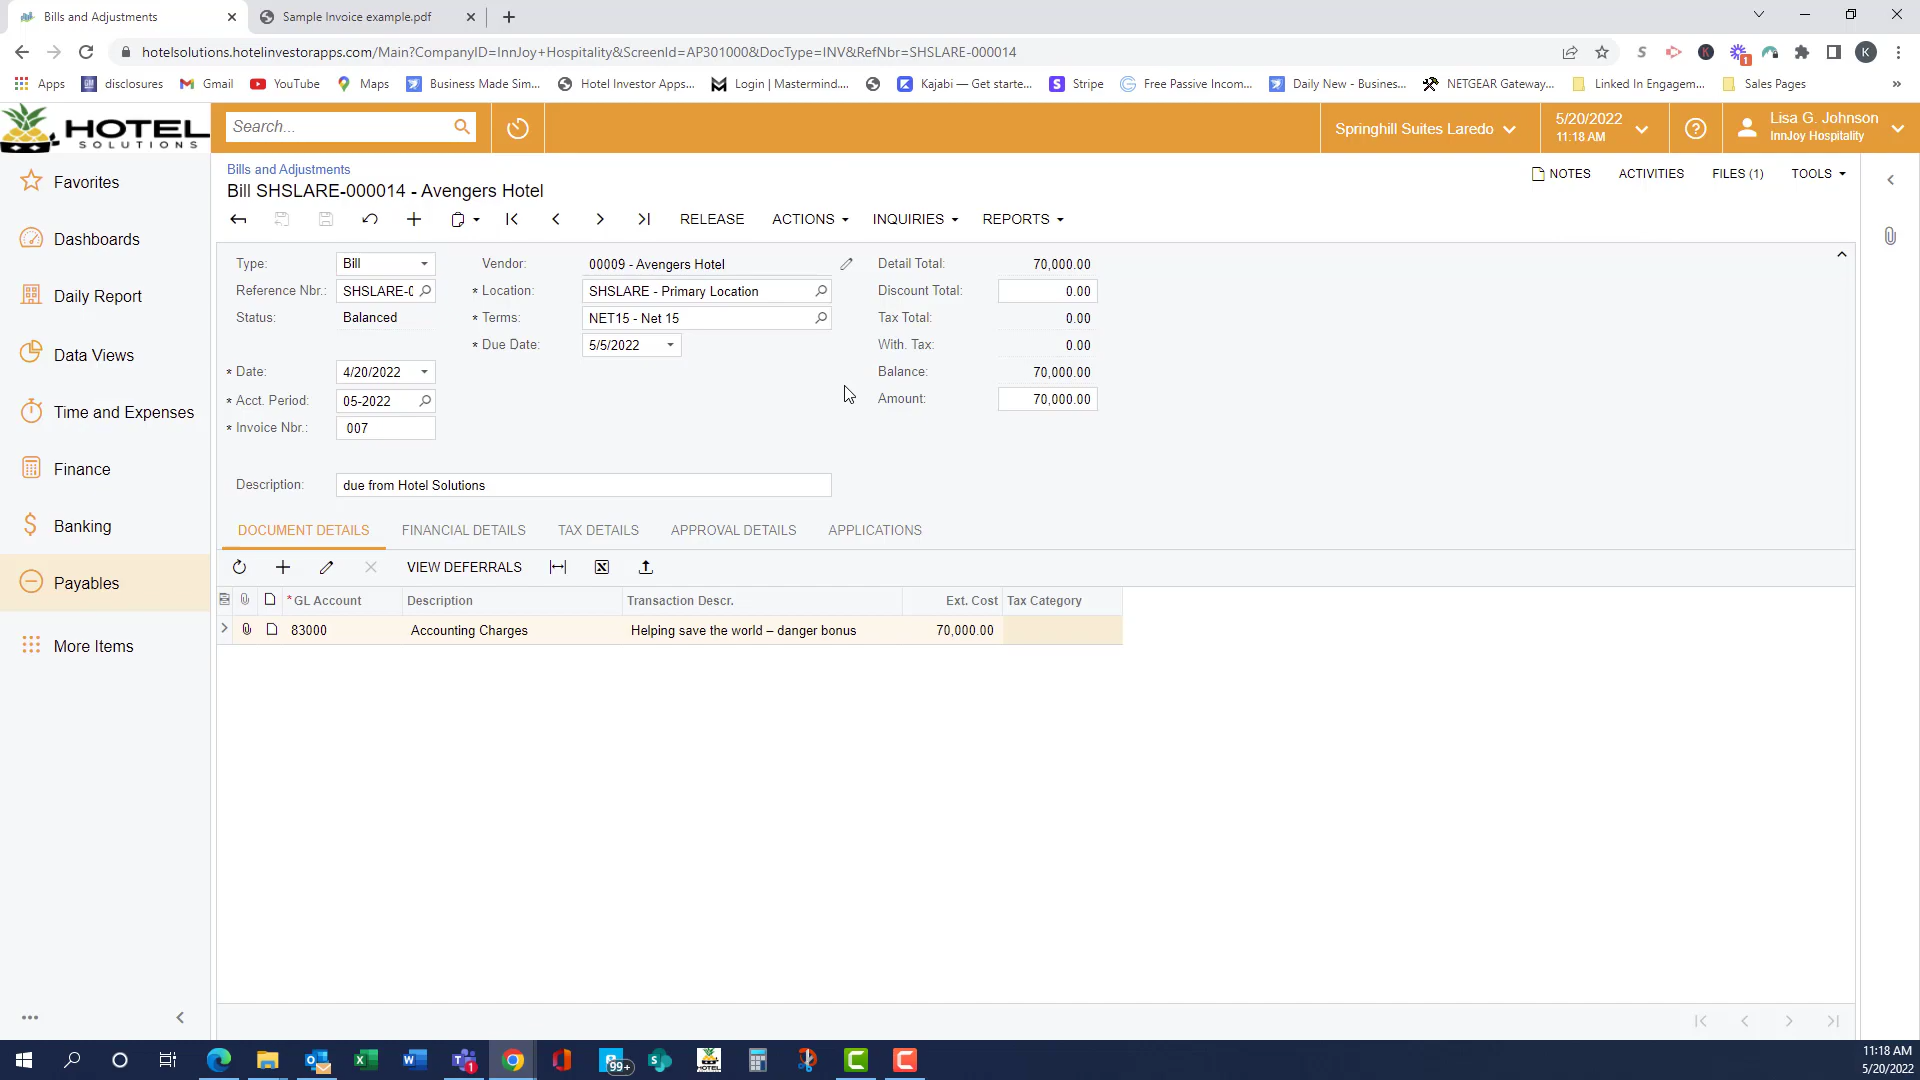 Bills and Adjustments
Sample Invoice example.pdf
hotelsolutions.hotelinvestorapps.com/Main?CompanyID=InnJoy+Hospitality&ScreenId=AP301000&DocType=INV&RefNbr=SHSLARE-000014
S
1
K
Apps
disclosures
Gmail
YouTube
Maps
Business Made Sim...
Hotel Investor Apps...
Login | Mastermind,...
Kajabi — Get starte...
Stripe
Free Passive Incom...
Daily New - Busines...
NETGEAR Gateway...
Linked In Engagem...
Sales Pages
»
HOTEL
SOLUTIONS
Search...
Springhill Suites Laredo
5/20/2022
11:18 AM
Lisa G. Johnson
InnJoy Hospitality
Favorites
Dashboards
Daily Report
Data Views
Time and Expenses
Finance
Banking
Payables
More Items
Bills and Adjustments
Bill SHSLARE-000014 - Avengers Hotel
NOTES
ACTIVITIES
FILES (1)
TOOLS
RELEASE
ACTIONS
INQUIRIES
REPORTS
Type: Bill
Reference Nbr.: SHSLARE-0
Status: Balanced
* Date: 4/20/2022
* Acct. Period: 05-2022
* Invoice Nbr.: 007
Vendor: 00009 - Avengers Hotel
* Location: SHSLARE - Primary Location
* Terms: NET15 - Net 15
* Due Date: 5/5/2022
Detail Total: 70,000.00
Discount Total: 0.00
Tax Total: 0.00
With. Tax: 0.00
Balance: 70,000.00
Amount: 70,000.00
Description: due from Hotel Solutions
DOCUMENT DETAILS
FINANCIAL DETAILS
TAX DETAILS
APPROVAL DETAILS
APPLICATIONS
VIEW DEFERRALS
* GL Account Description Transaction Descr. Ext. Cost Tax Category
83000 Accounting Charges Helping save the world – danger bonus 70,000.00
99+
1
11:18 AM
5/20/2022